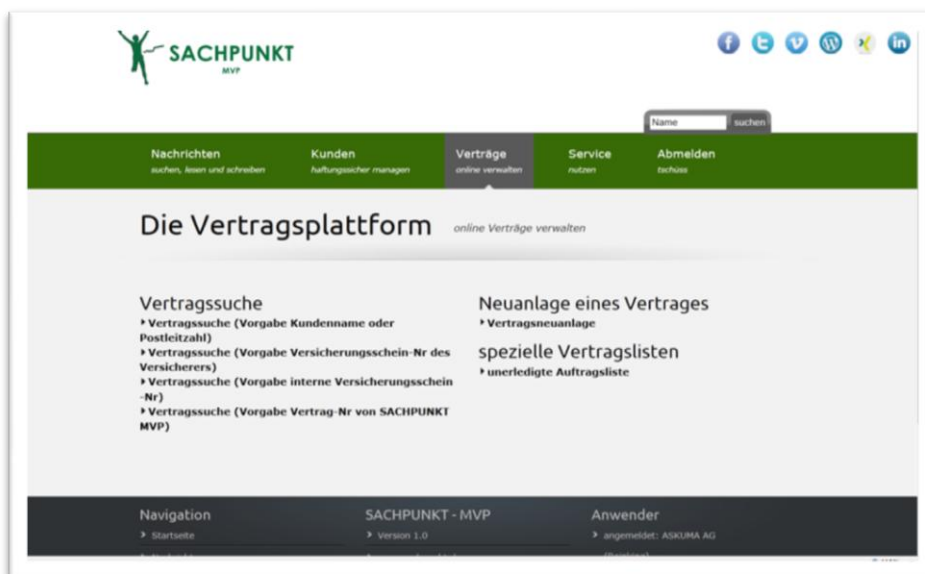 SACHPUNKT
MVP
Name
suchen
Nachrichten
suchen, lesen und schreiben
Kunden
haftungssicher managen
Verträge
online verwalten
Service
nutzen
Abmelden
tschüss
Die Vertragsplattform
online Verträge verwalten
Vertragssuche
Vertragssuche (Vorgabe Kundenname oder
Postleitzahl)
Vertragssuche (Vorgabe Versicherungsschein-Nr des
Versicherers)
Vertragssuche (Vorgabe interne Versicherungsschein
-Nr)
Vertragssuche (Vorgabe Vertrag-Nr von SACHPUNKT
MVP)
Neuanlage eines Vertrages
Vertragsneuanlage
spezielle Vertragslisten
unerledigte Auftragsliste
Navigation
Startseite
SACHPUNKT - MVP
Version 1.0
Anwender
angemeldet: ASKUMA AG